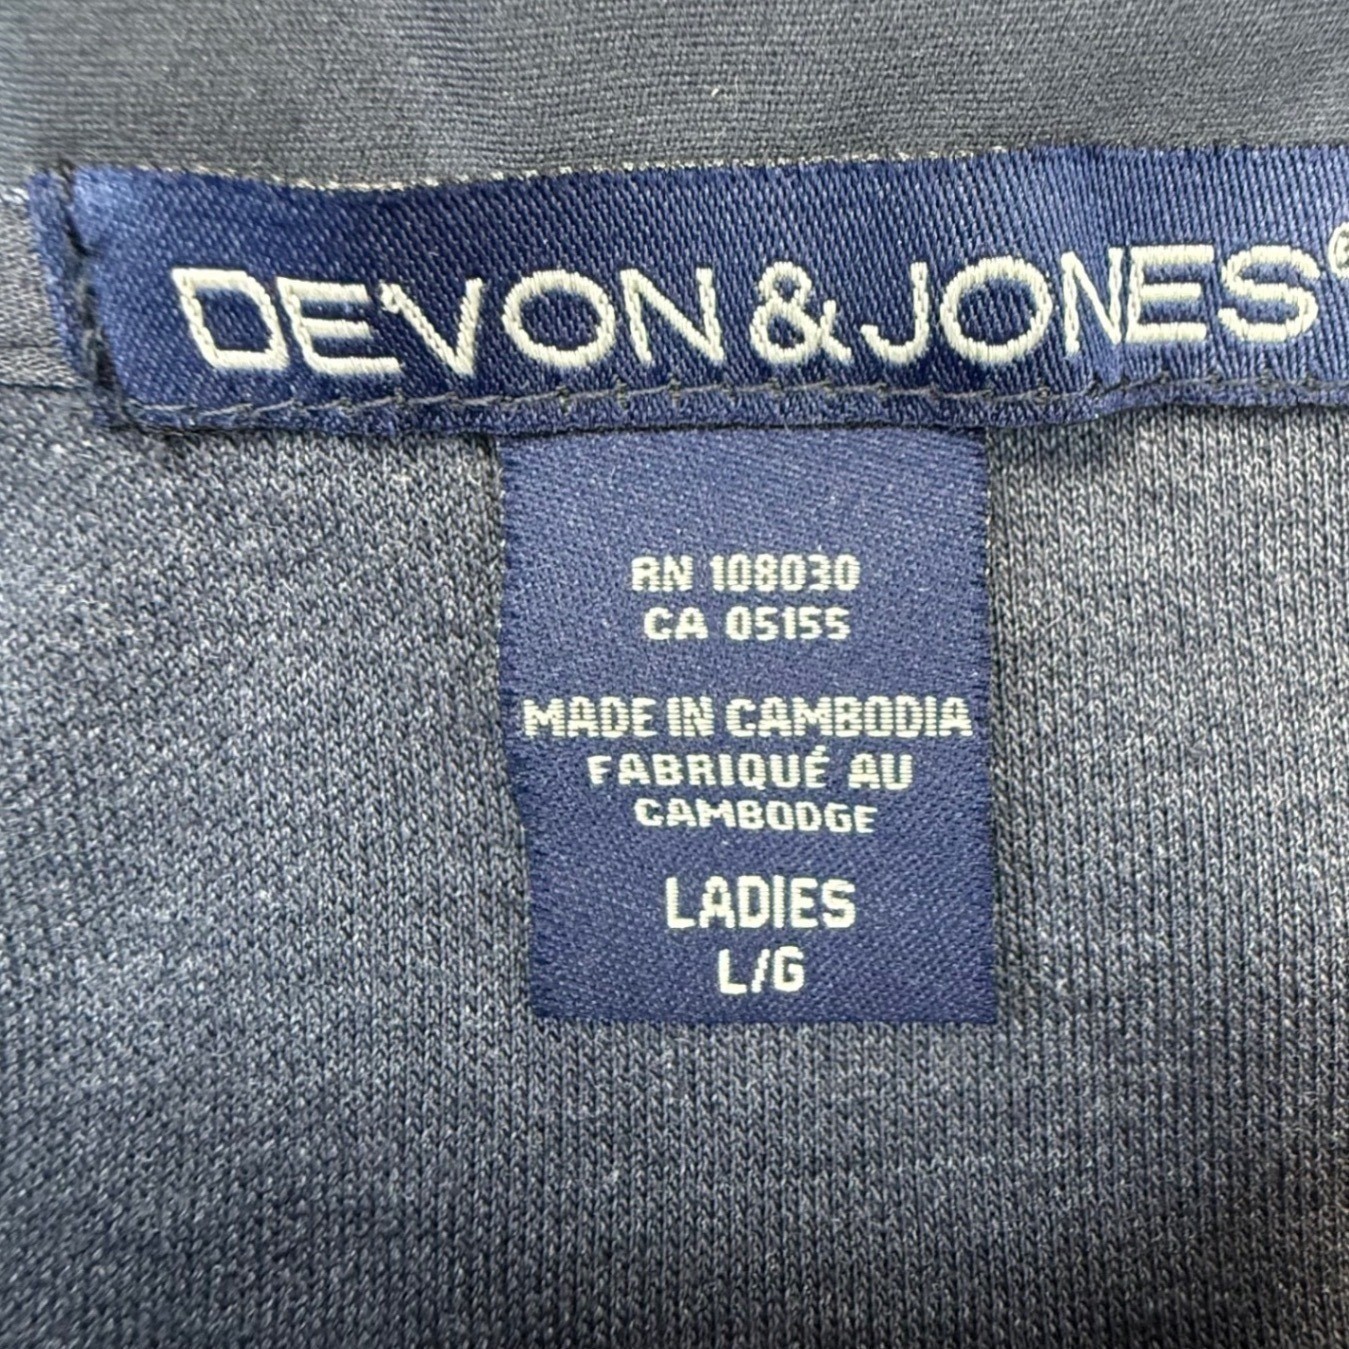 DEVON & JONES®
RN 108030
CA 05155
MADE IN CAMBODIA
FABRIQUÉ AU
CAMBODGE
LADIES
L/G